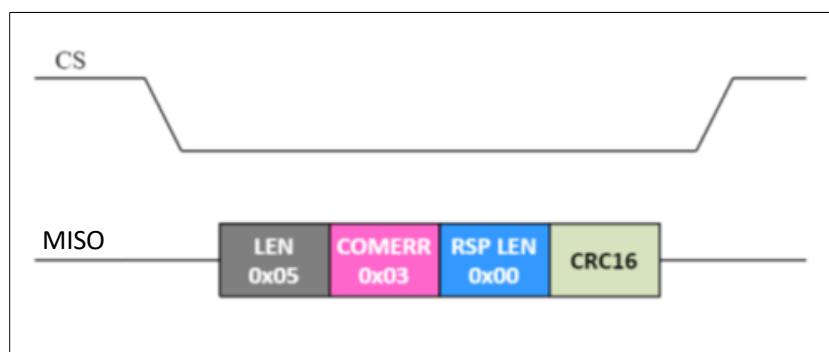 CS
MISO
LEN
0x05
COMERR
0x03
RSP LEN
0x00
CRC16